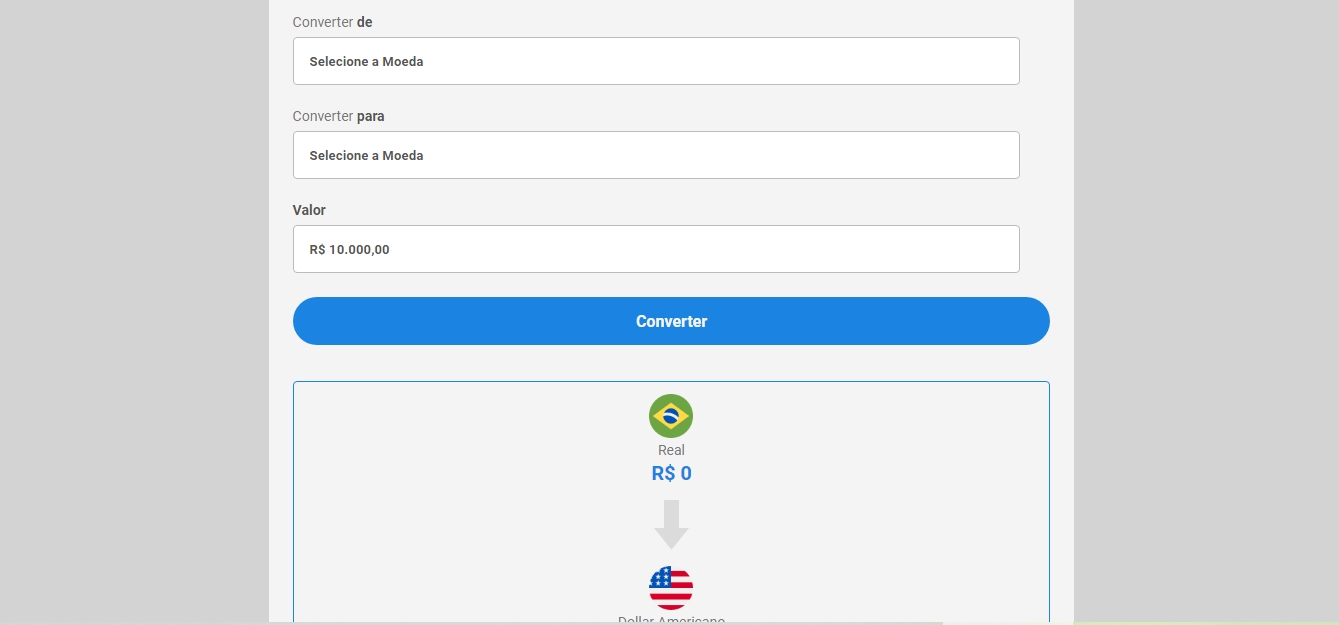 Converter de
Selecione a Moeda
Converter para
Selecione a Moeda
Valor
R$ 10.000,00
Converter
Real
R$ 0
Dollar Americano